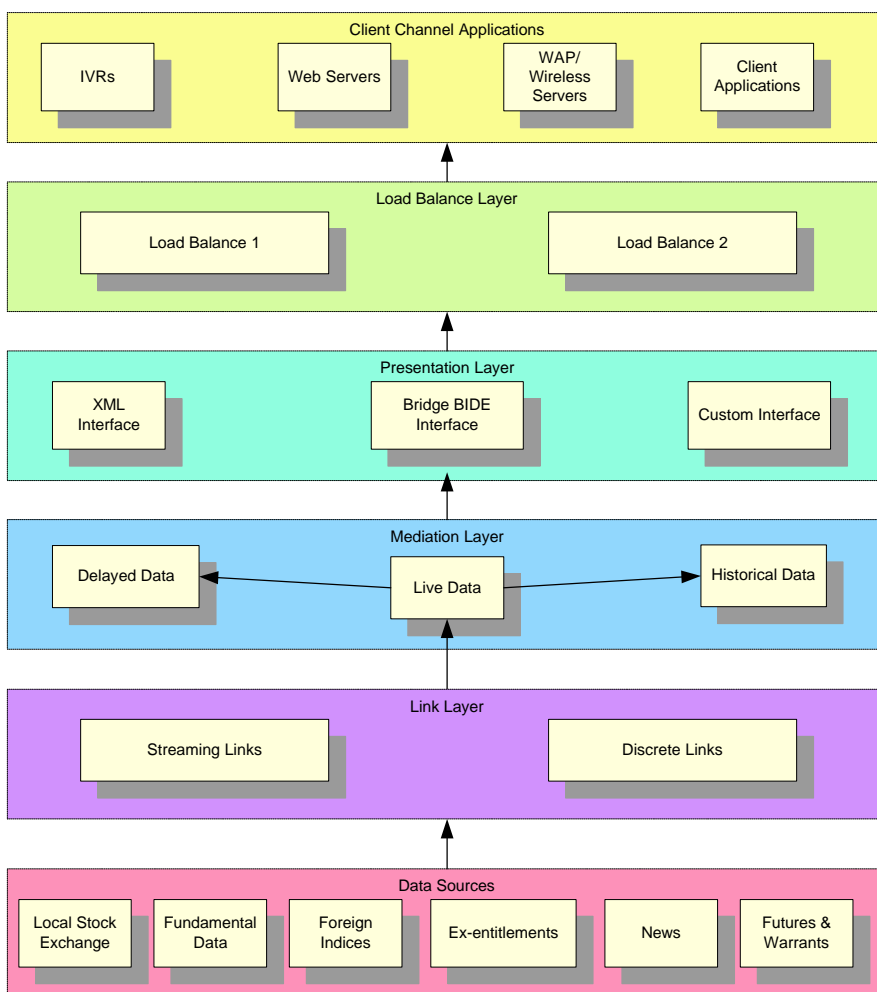 Client Channel Applications
IVRs
Web Servers
WAP/
Wireless
Servers
Client
Applications
Load Balance Layer
Load Balance 1
Load Balance 2
Presentation Layer
XML
Interface
Bridge BIDE
Interface
Custom Interface
Mediation Layer
Delayed Data
Live Data
Historical Data
Link Layer
Streaming Links
Discrete Links
Data Sources
Local Stock
Exchange
Fundamental
Data
Foreign
Indices
Ex-entitlements
News
Futures &
Warrants